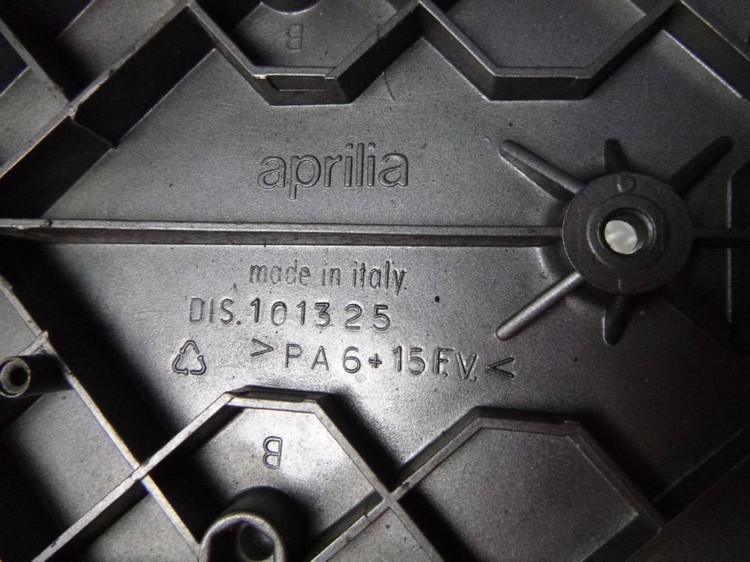 B
aprilia
made in italy
DIS.101325
>PA6+15F.V.<
B